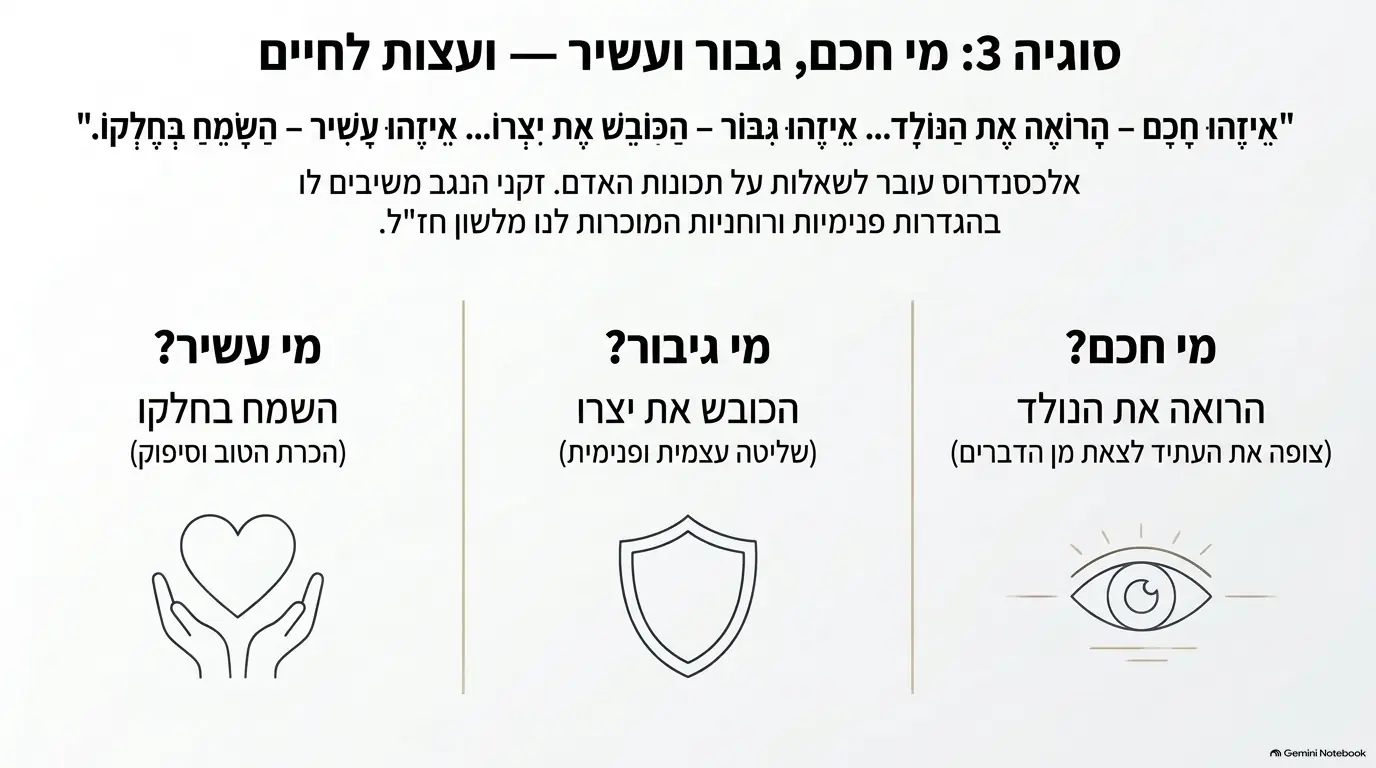 סוגיה 3: מי חכם, גבור ועשיר — ועצות לחיים
"אֵיזֶהוּ חָכָם – הָרוֹאֶה אֶת הַנּוֹלָד... אֵיזֶהוּ גִּבּוֹר – הַכּוֹבֵשׁ אֶת יִצְרוֹ... אֵיזֶהוּ עָשִׁיר – הַשָּׂמֵחַ בְּחֶלְקוֹ."
אלכסנדרוס עובר לשאלות על תכונות האדם. זקני הנגב משיבים לו
בהגדרות פנימיות ורוחניות המוכרות לנו מלשון חז"ל.
מי חכם?
הרואה את הנולד
(צופה את העתיד לצאת מן הדברים)
מי גיבור?
הכובש את יצרו
(שליטה עצמית ופנימית)
מי עשיר?
השמח בחלקו
(הכרת הטוב וסיפוק)
Gemini Notebook